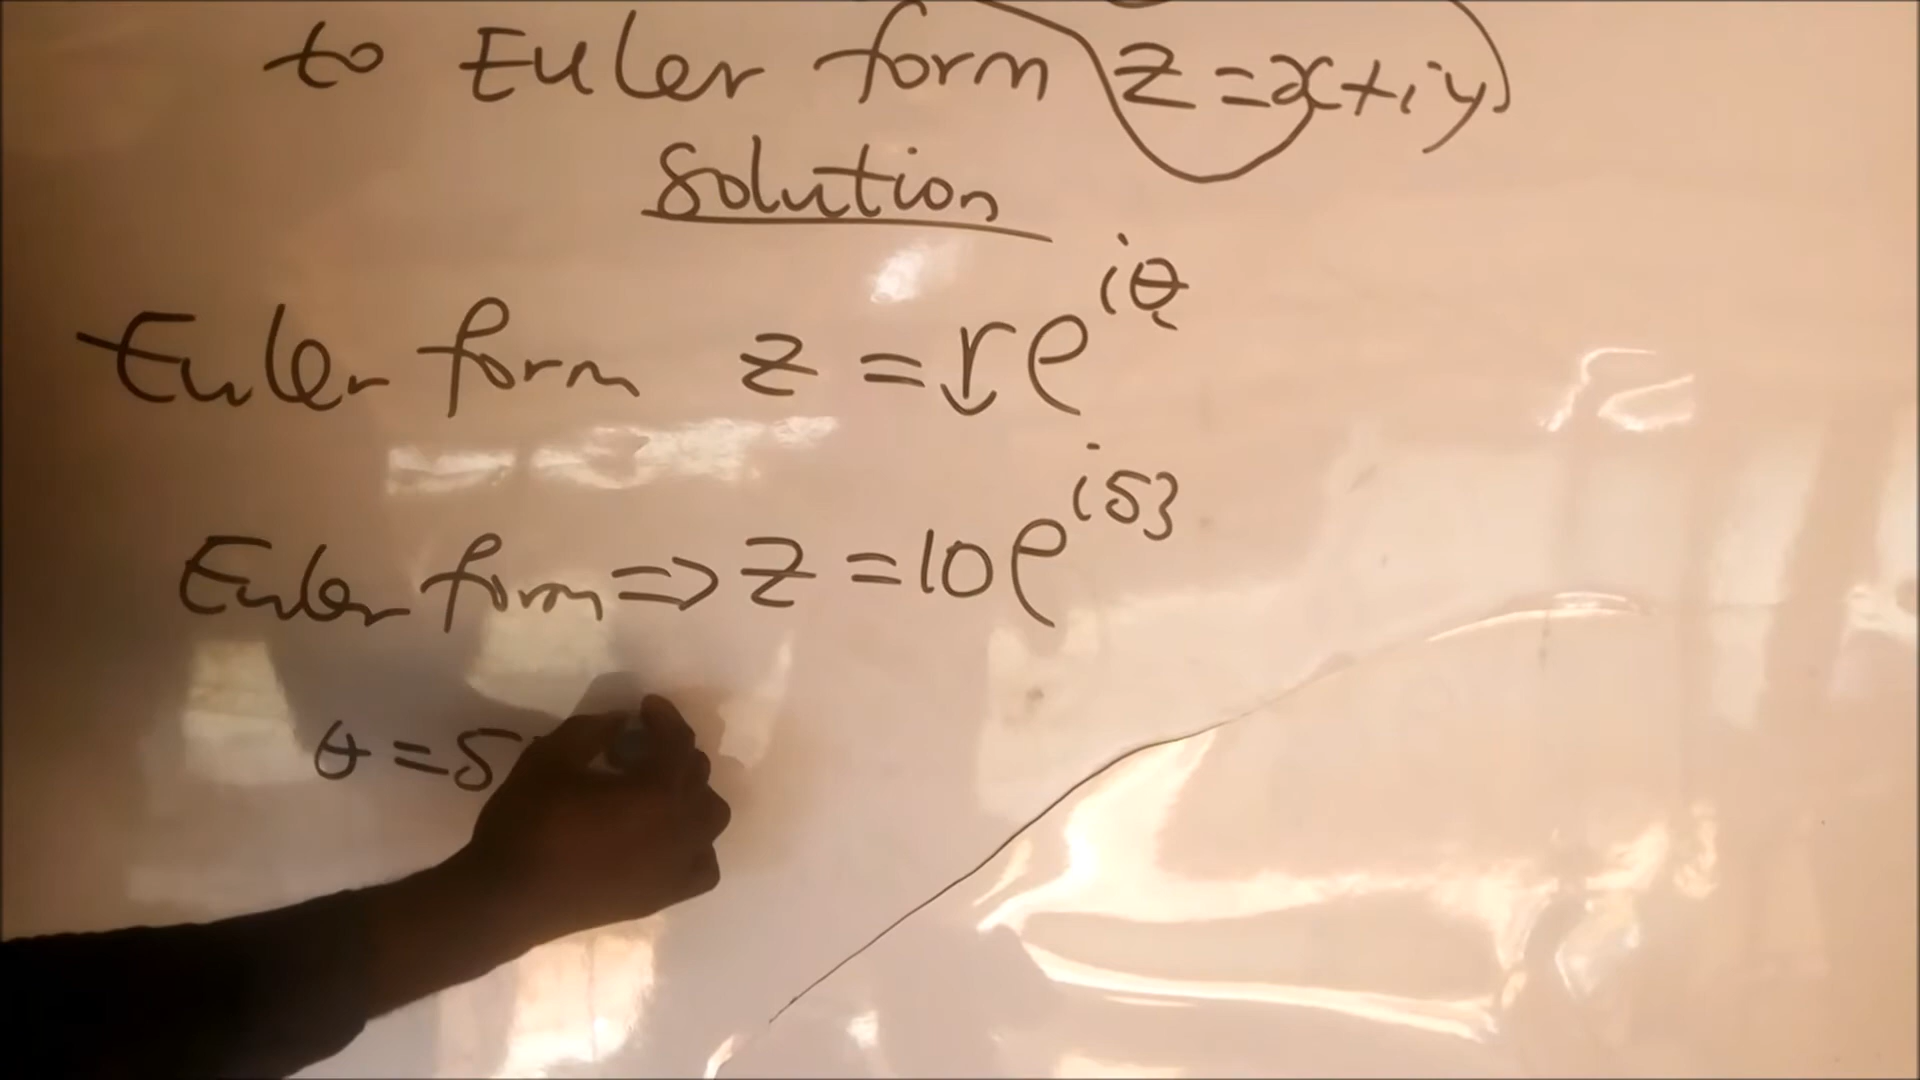 to Euler form z=x+iy
Solution
Euler form z = re^iθ
Euler form => z = 10e^i53
θ = 5